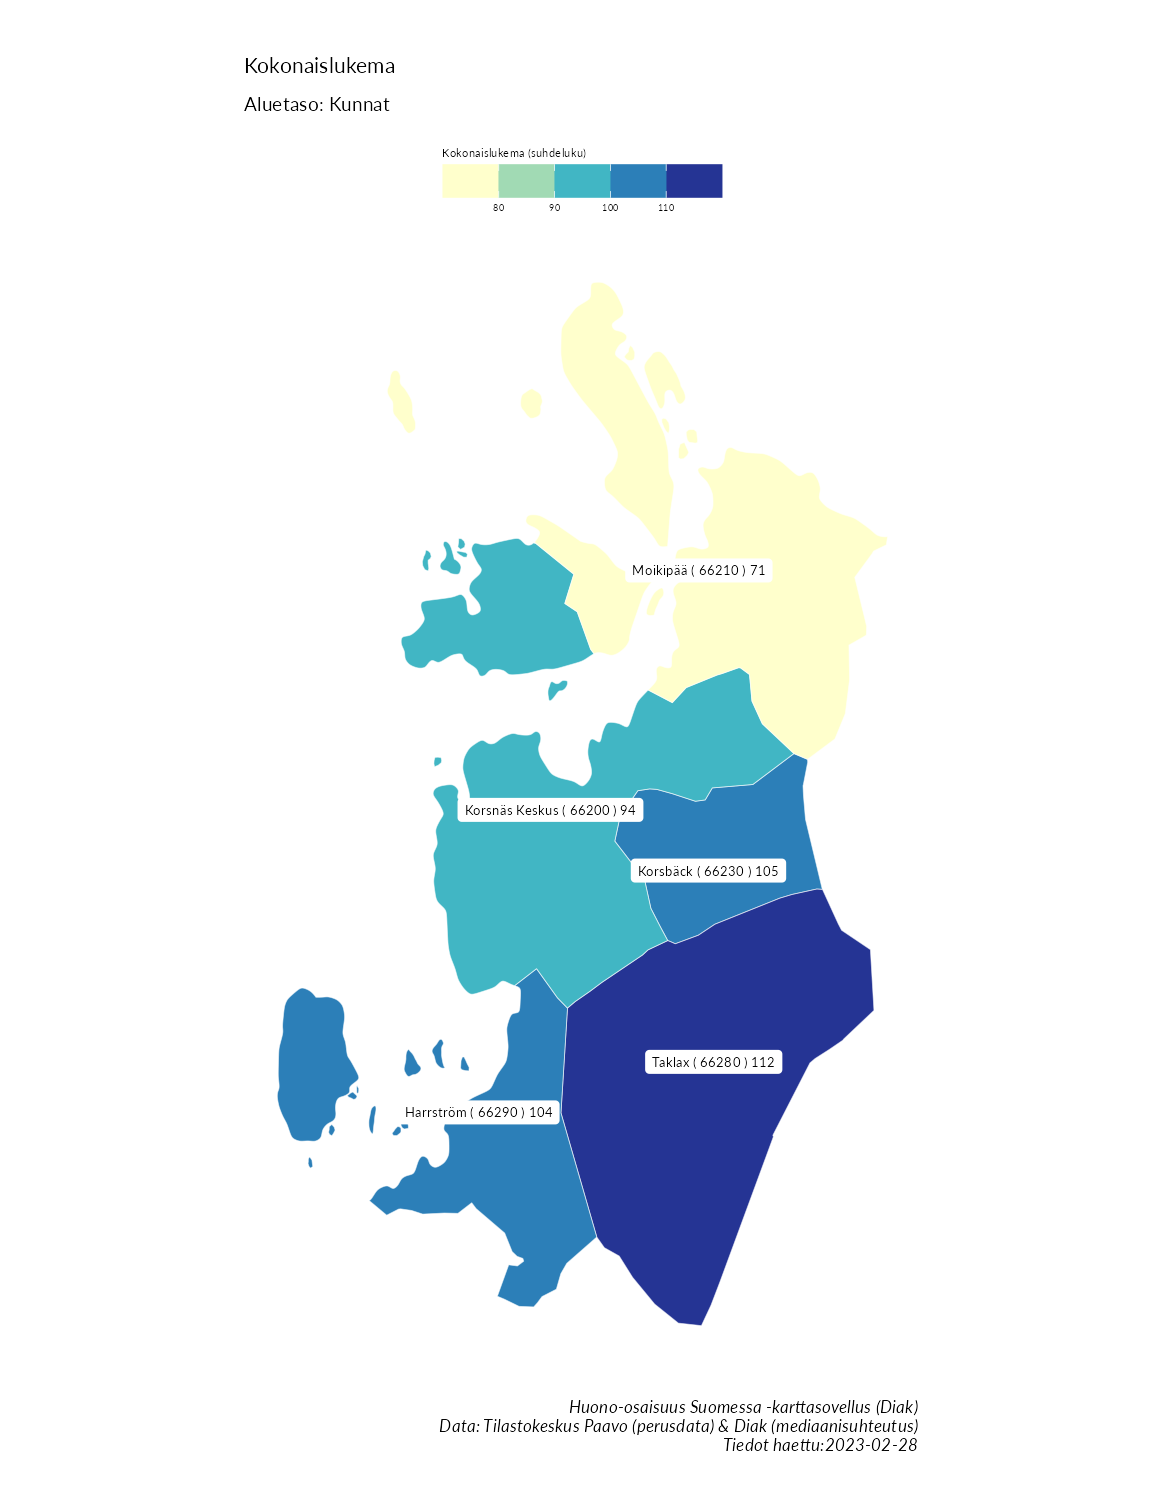 Kokonaislukema
Aluetaso: Kunnat
Kokonaislukema (suhdeluku)
80 90 100 110
Moikipää ( 66210 ) 71
Korsnäs Keskus ( 66200 ) 94
Korsbäck ( 66230 ) 105
Taklax ( 66280 ) 112
Harrström ( 66290 ) 104
Huono-osaisuus Suomessa -karttasovellus (Diak)
Data: Tilastokeskus Paavo (perusdata) & Diak (mediaanisuhteutus)
Tiedot haettu:2023-02-28